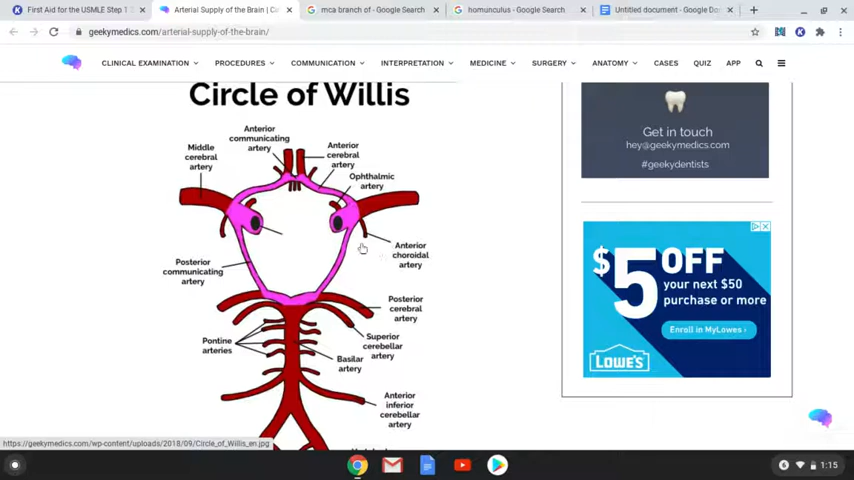 First Aid for the USMLE Step 1
Arterial Supply of the Brain | Ca
mca branch of - Google Search
homunculus - Google Search
Untitled document - Google Do
geekymedics.com/arterial-supply-of-the-brain/
CLINICAL EXAMINATION
PROCEDURES
COMMUNICATION
INTERPRETATION
MEDICINE
SURGERY
ANATOMY
CASES
QUIZ
APP
Circle of Willis
Anterior
communicating
artery
Middle
cerebral
artery
Anterior
cerebral
artery
Ophthalmic
artery
Anterior
choroidal
artery
Posterior
communicating
artery
Posterior
cerebral
artery
Pontine
arteries
Superior
cerebellar
artery
Basilar
artery
Anterior
inferior
cerebellar
artery
Get in touch
hey@geekymedics.com
#geekydentists
$5 OFF
your next $50
purchase or more
Enroll in MyLowe's ›
LOWE'S
https://geekymedics.com/wp-content/uploads/2018/09/Circle_of_Willis_en.jpg
1:15